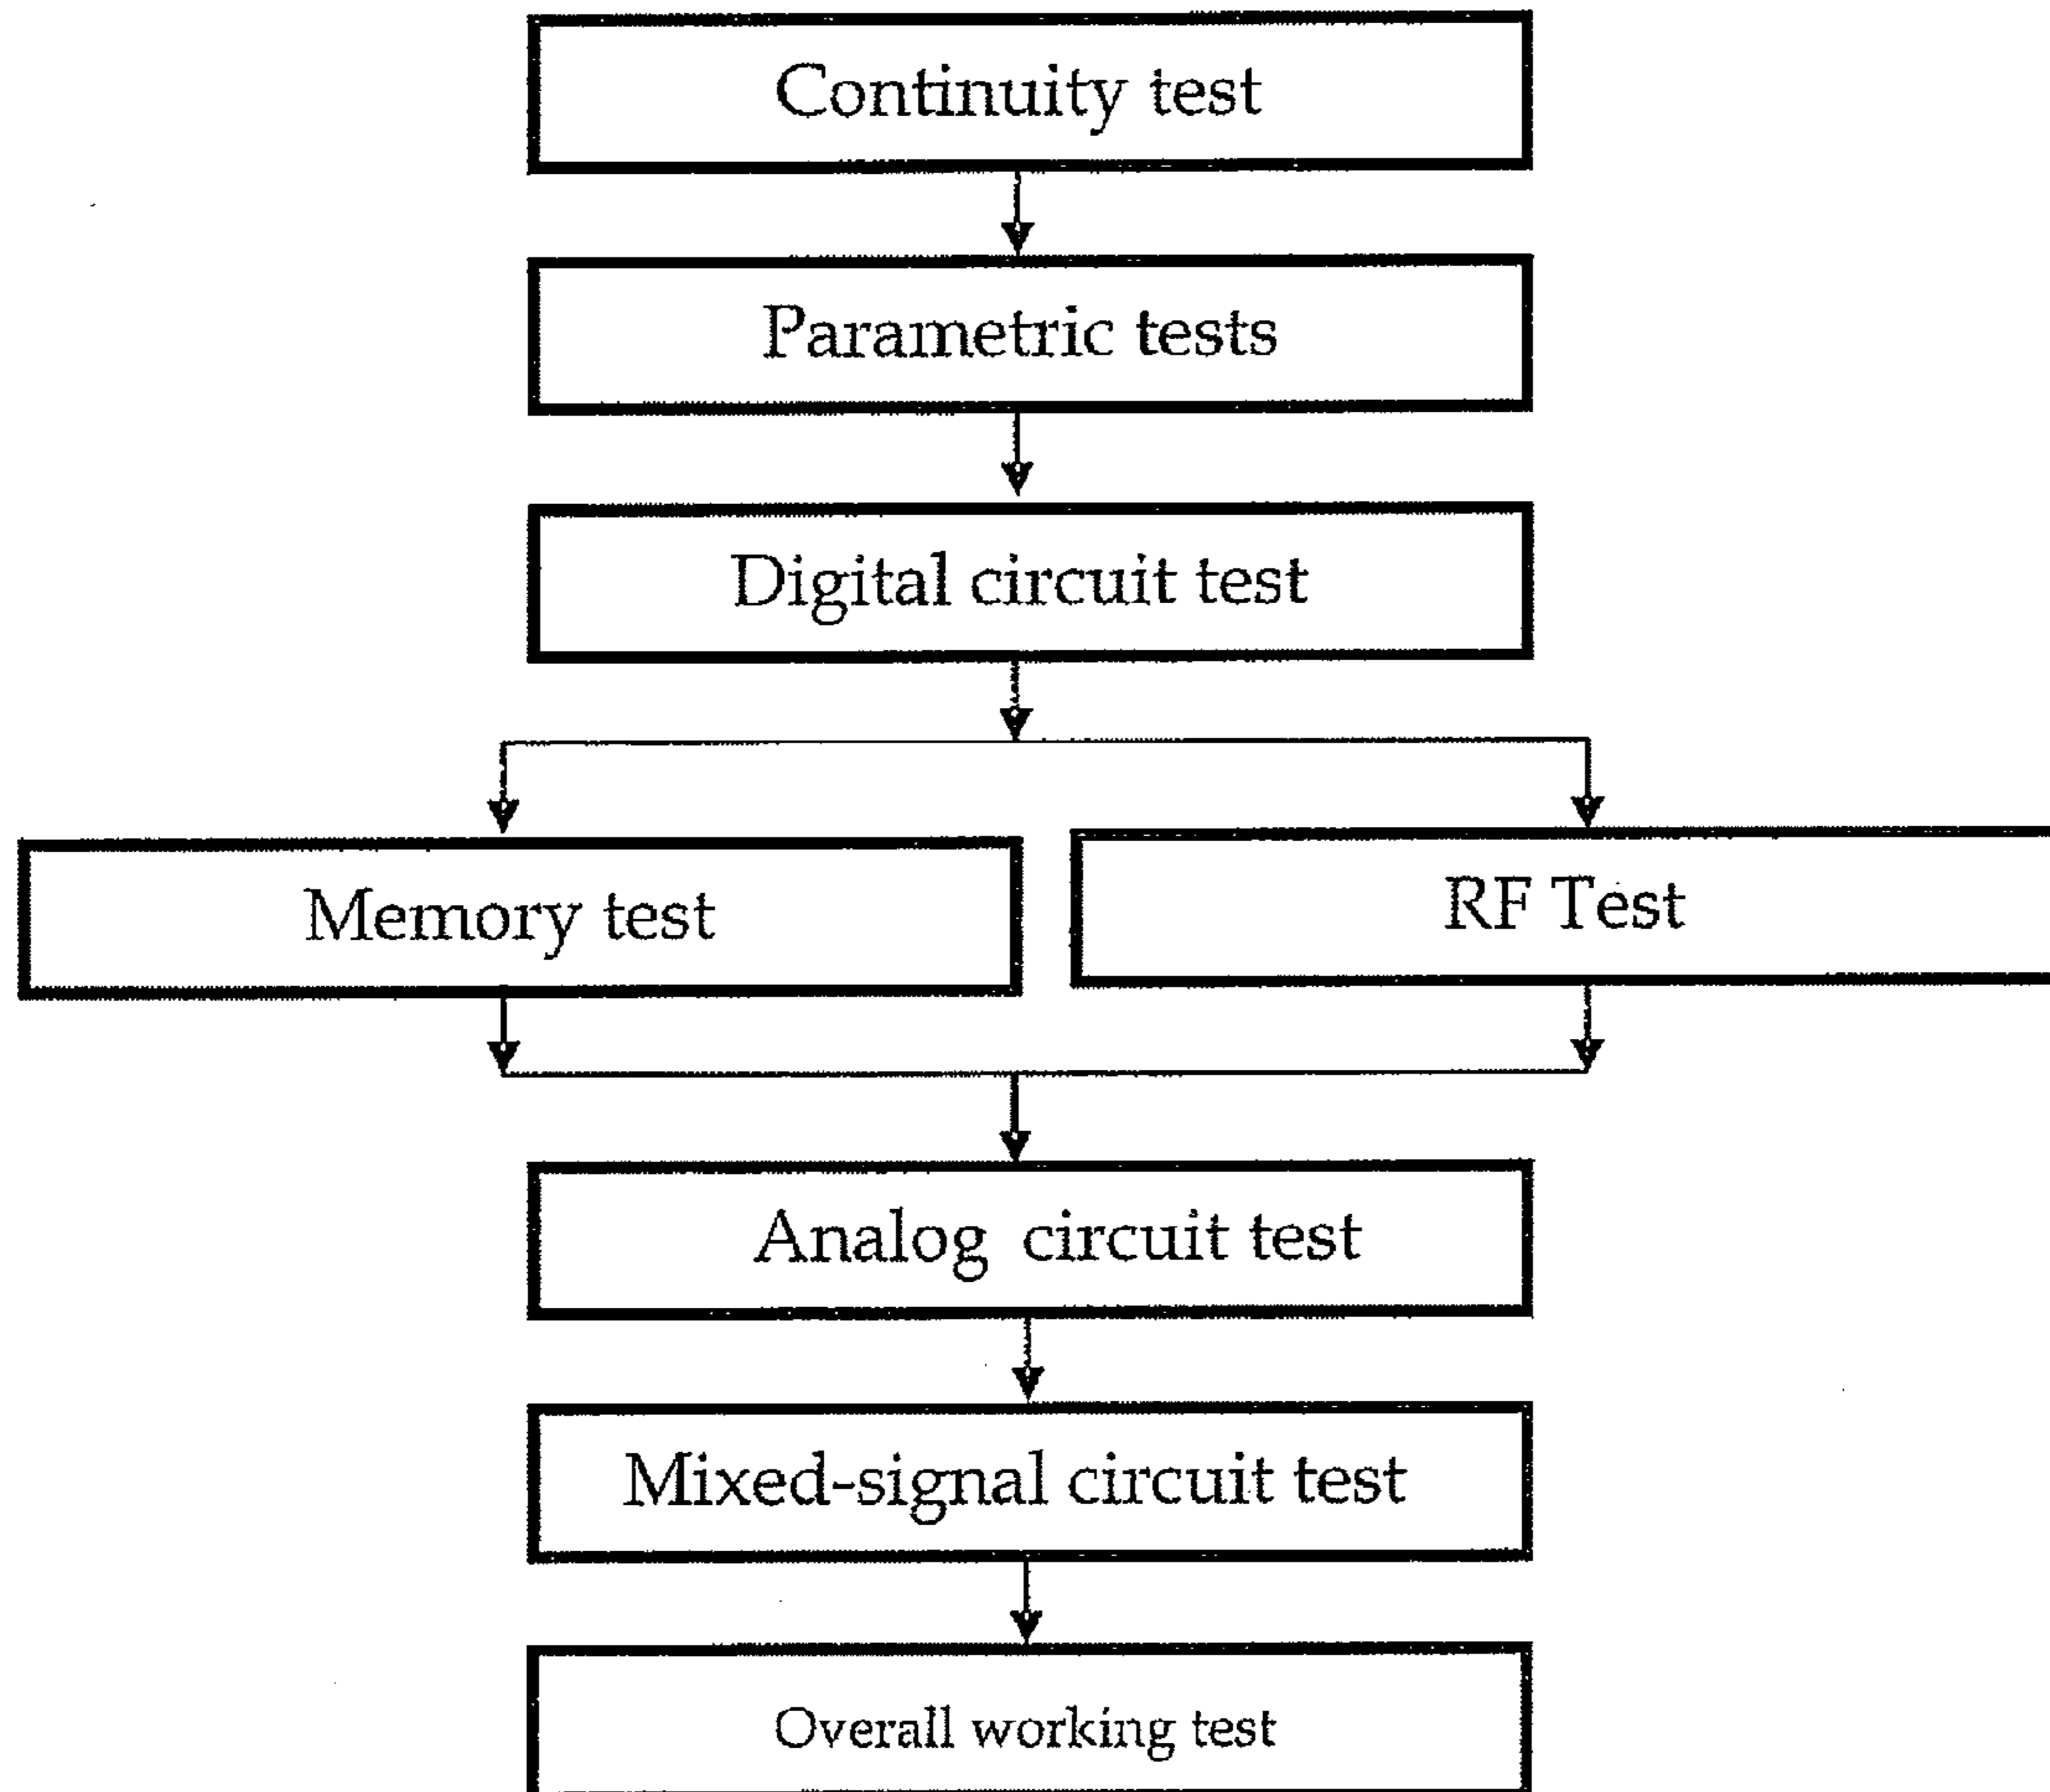 Continuity test
Parametric tests
Digital circuit test
Memory test
RF Test
Analog circuit test
Mixed-signal circuit test
Overall working test